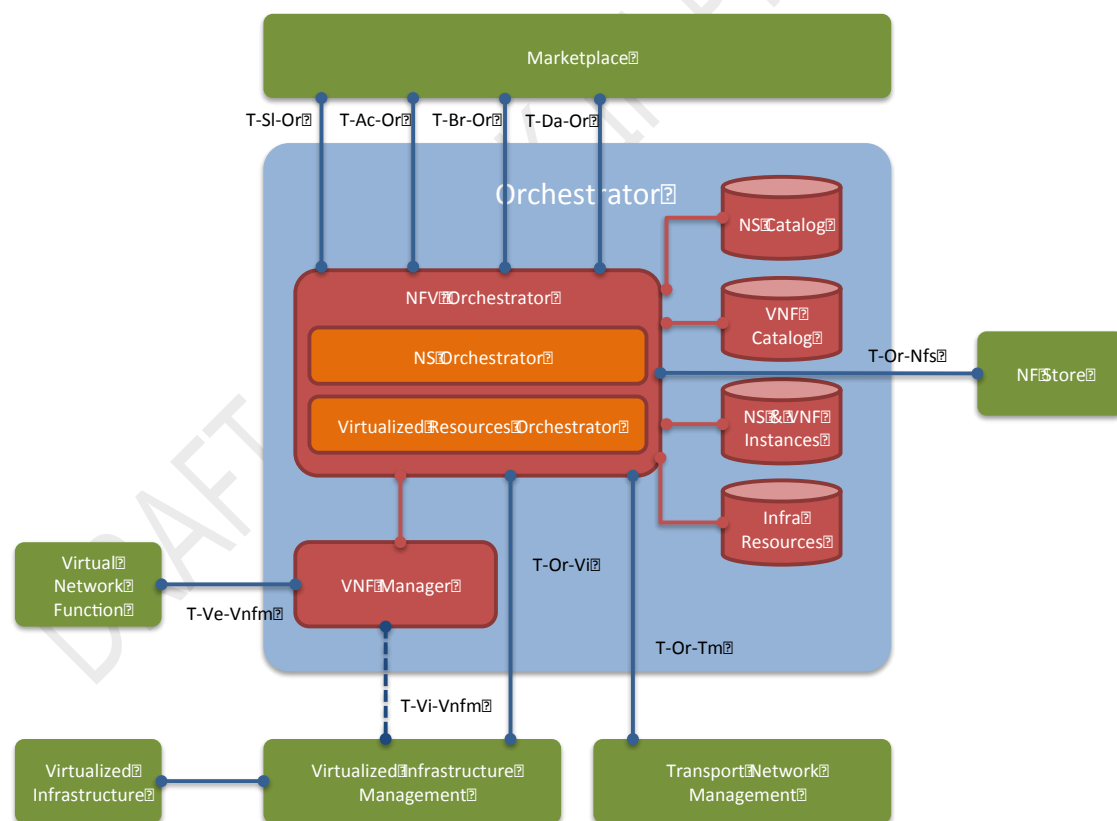 Marketplace
T-Sl-Or
T-Ac-Or
T-Br-Or
T-Da-Or
Orchestrator
NS Catalog
NFV Orchestrator
VNF
Catalog
NS Orchestrator
T-Or-Nfs
NF Store
Virtualized Resources Orchestrator
NS & VNF
Instances
Infra
Resources
Virtual
Network
Function
T-Ve-Vnfm
VNF Manager
T-Or-Vi
T-Or-Tm
T-Vi-Vnfm
Virtualized
Infrastructure
Virtualized Infrastructure
Management
Transport Network
Management
DRAFT